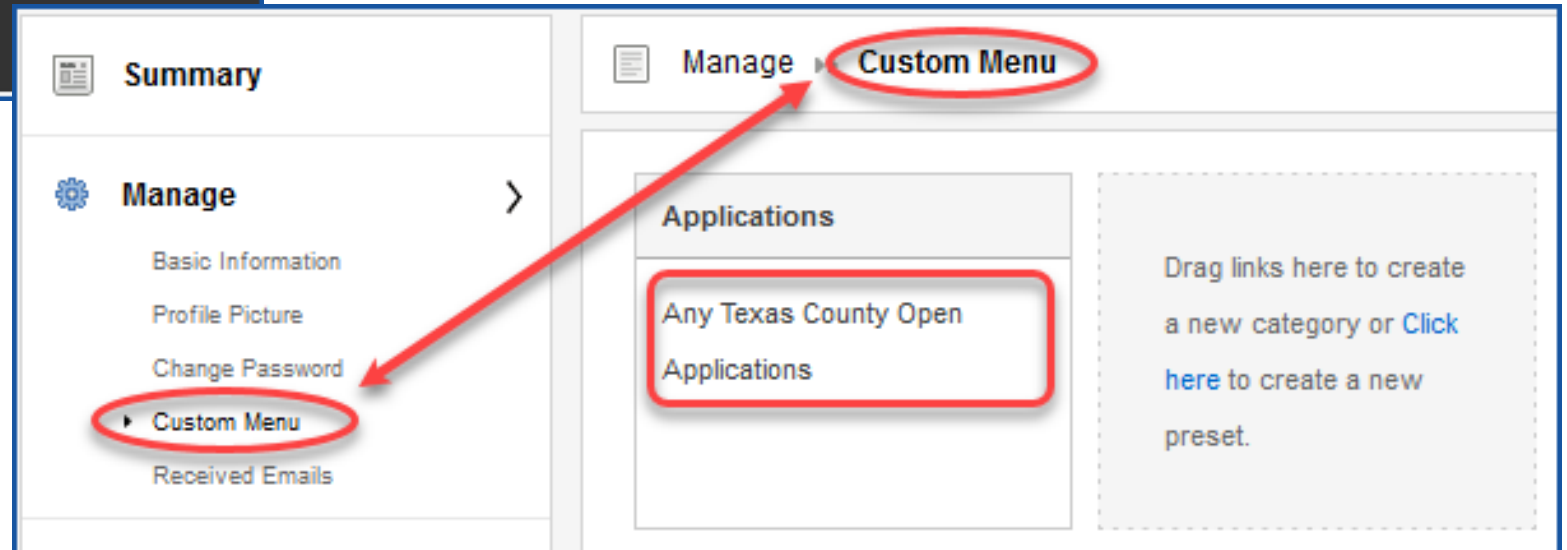 Summary
Manage
Basic Information
Profile Picture
Change Password
Custom Menu
Received Emails
Manage Custom Menu
Applications
Any Texas County Open
Applications
Drag links here to create
a new category or Click
here to create a new
preset.